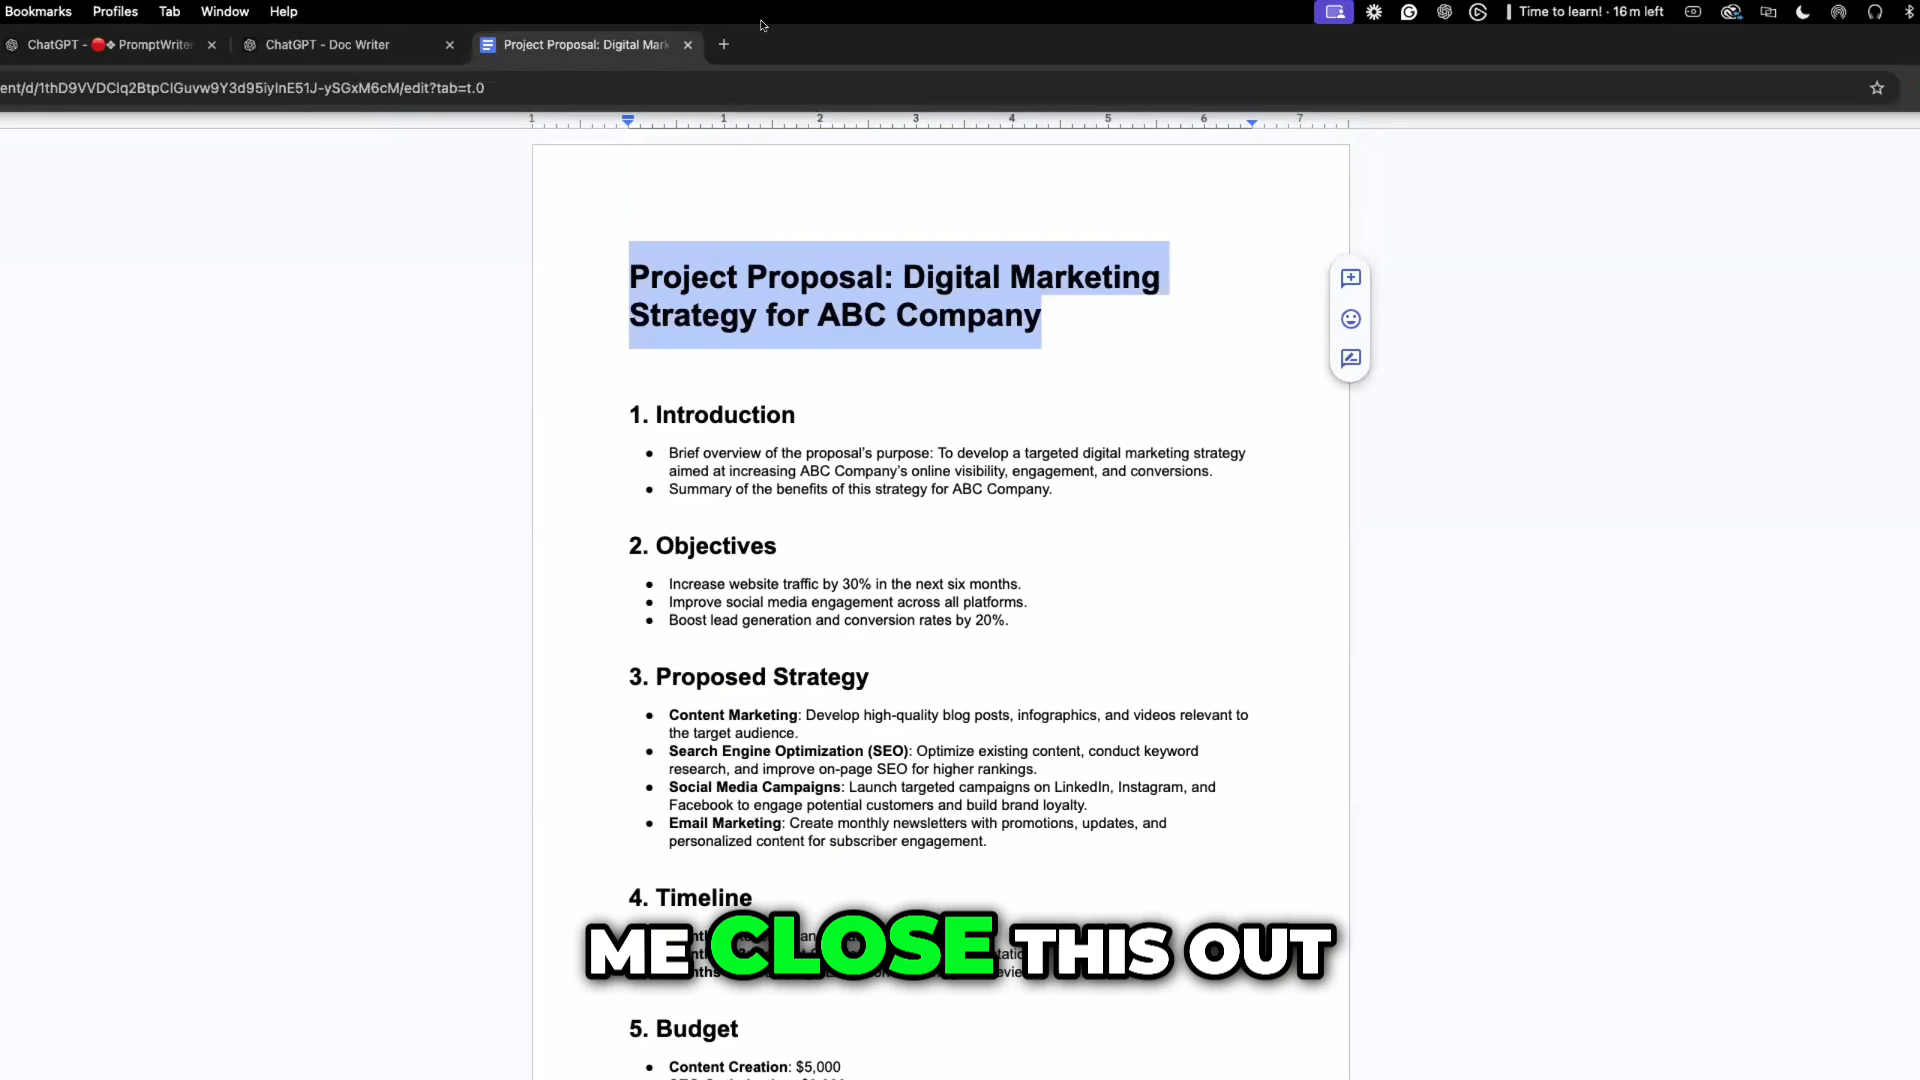 Bookmarks Profiles Tab Window Help
Time to learn! · 16 m left
ChatGPT - PromptWriter
ChatGPT - Doc Writer
Project Proposal: Digital Mark
ent/d/1thD9VVDClq2BtpClGuvw9Y3d95iyInE51J-ySGxM6cM/edit?tab=t.0
1 1 2 3 4 5 6 7
Project Proposal: Digital Marketing
Strategy for ABC Company
1. Introduction
● Brief overview of the proposal’s purpose: To develop a targeted digital marketing strategy
aimed at increasing ABC Company’s online visibility, engagement, and conversions.
● Summary of the benefits of this strategy for ABC Company.
2. Objectives
● Increase website traffic by 30% in the next six months.
● Improve social media engagement across all platforms.
● Boost lead generation and conversion rates by 20%.
3. Proposed Strategy
● Content Marketing: Develop high-quality blog posts, infographics, and videos relevant to
the target audience.
● Search Engine Optimization (SEO): Optimize existing content, conduct keyword
research, and improve on-page SEO for higher rankings.
● Social Media Campaigns: Launch targeted campaigns on LinkedIn, Instagram, and
Facebook to engage potential customers and build brand loyalty.
● Email Marketing: Create monthly newsletters with promotions, updates, and
personalized content for subscriber engagement.
4. Timeline
ME CLOSE THIS OUT
5. Budget
● Content Creation: $5,000